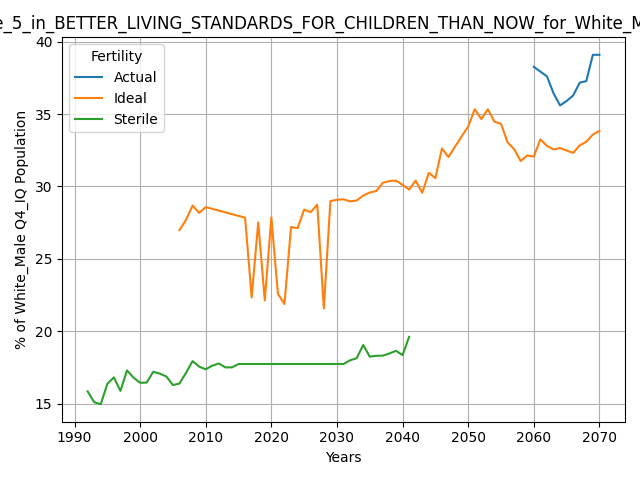 _5_in_BETTER_LIVING_STANDARDS_FOR_CHILDREN_THAN_NOW_for_White_M
Fertility
Actual
Ideal
Sterile
% of White_Male Q4_IQ Population
40
35
30
25
20
15
1990 2000 2010 2020 2030 2040 2050 2060 2070
Years